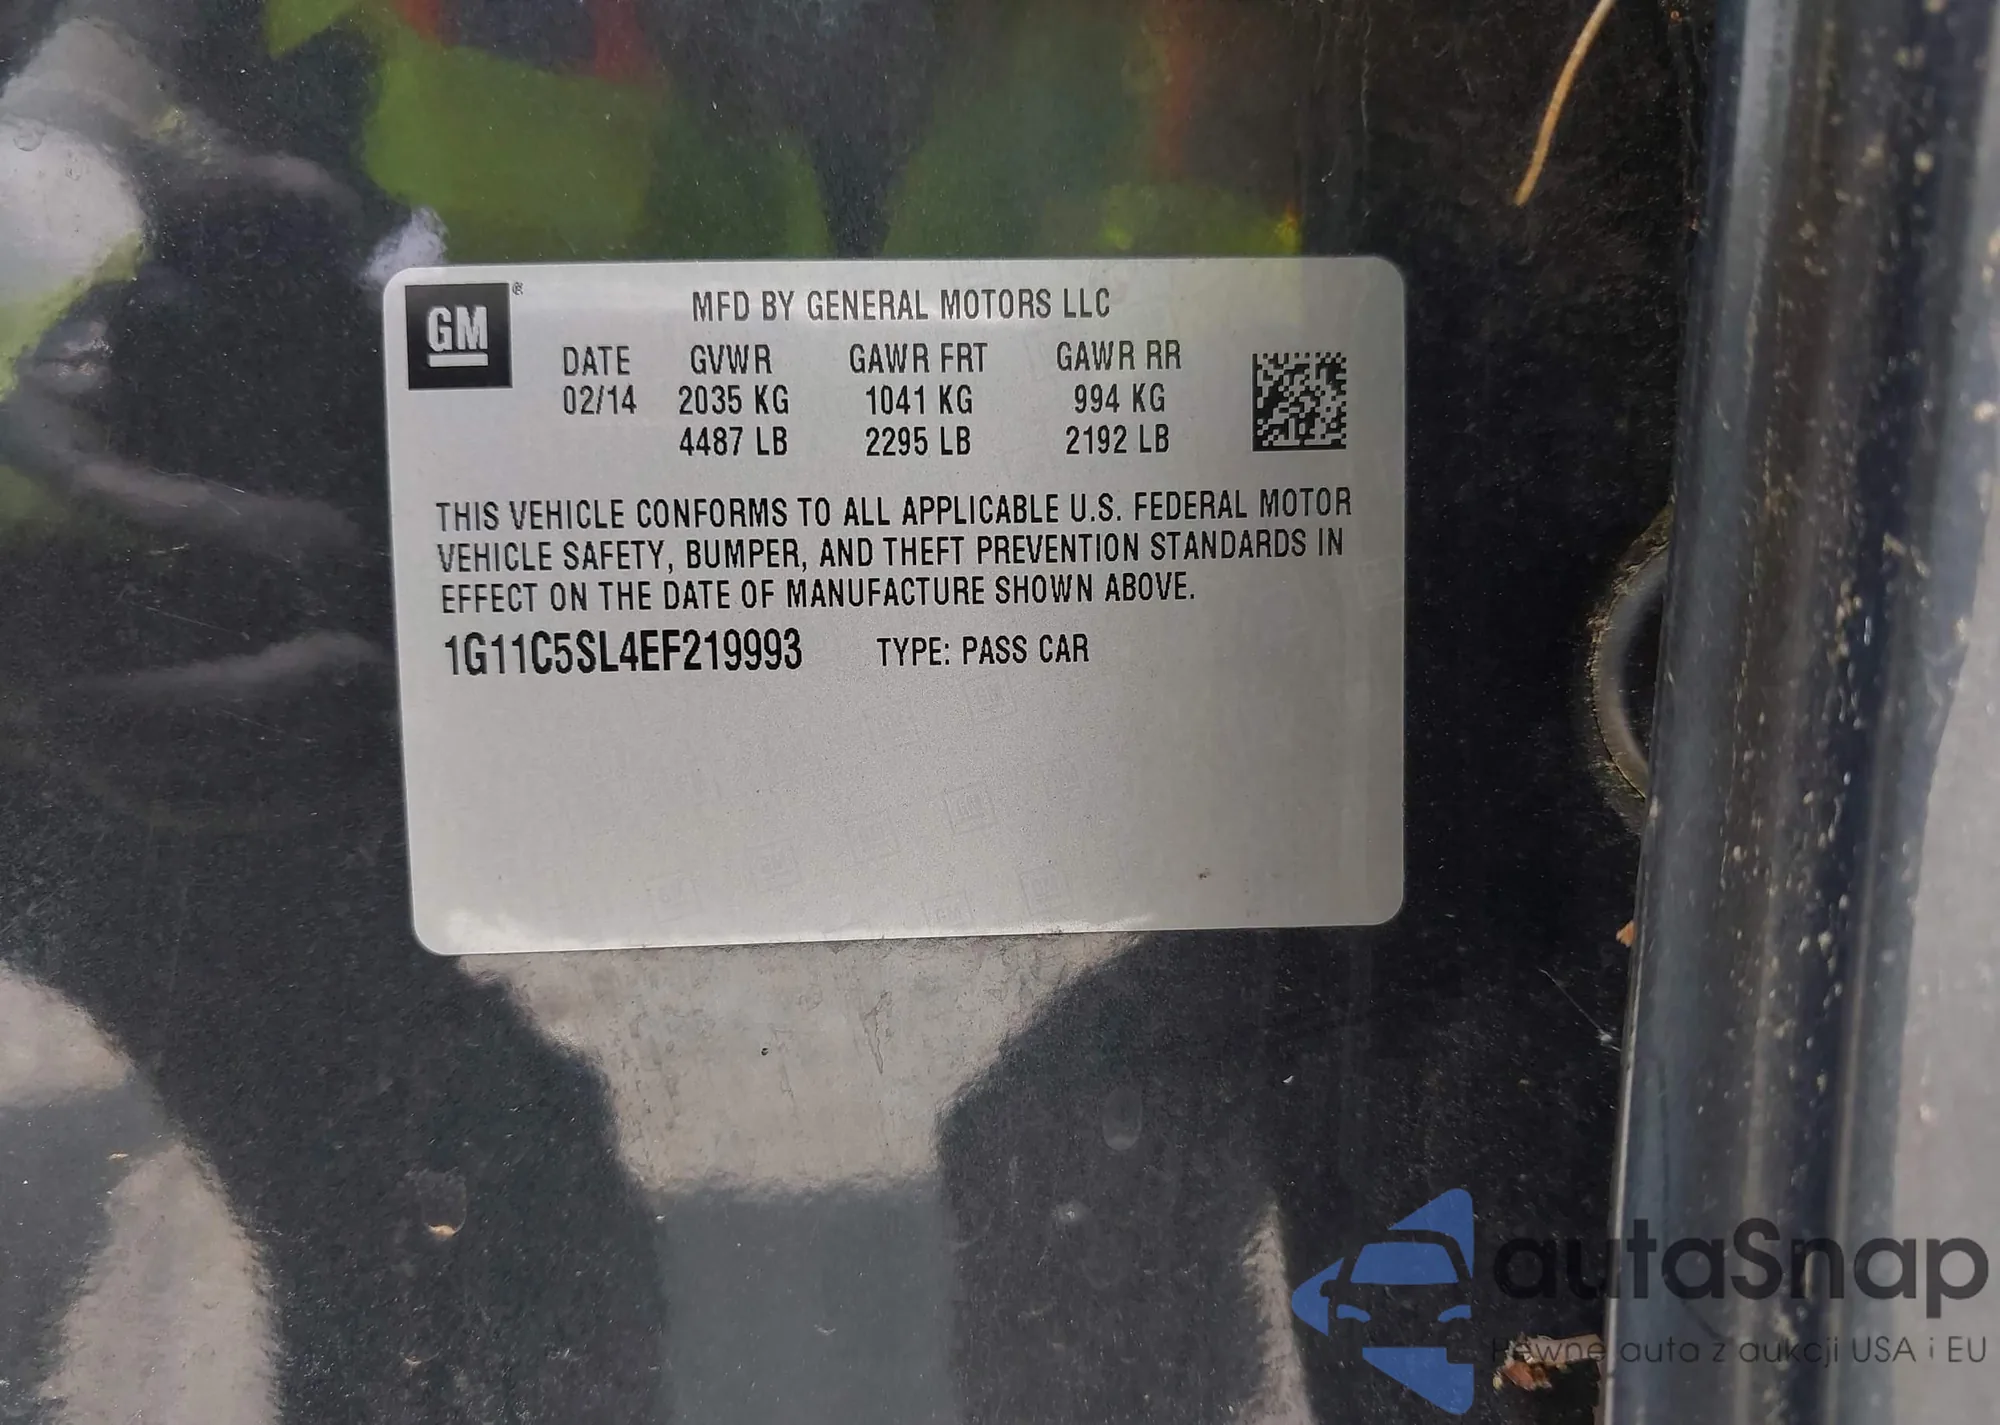 GM ®
MFD BY GENERAL MOTORS LLC
DATE GVWR GAWR FRT GAWR RR
02/14 2035 KG 1041 KG 994 KG
4487 LB 2295 LB 2192 LB
THIS VEHICLE CONFORMS TO ALL APPLICABLE U.S. FEDERAL MOTOR
VEHICLE SAFETY, BUMPER, AND THEFT PREVENTION STANDARDS IN
EFFECT ON THE DATE OF MANUFACTURE SHOWN ABOVE.
1G11C5SL4EF219993 TYPE: PASS CAR
autaSnap
Pewne auta z aukcji USA i EU